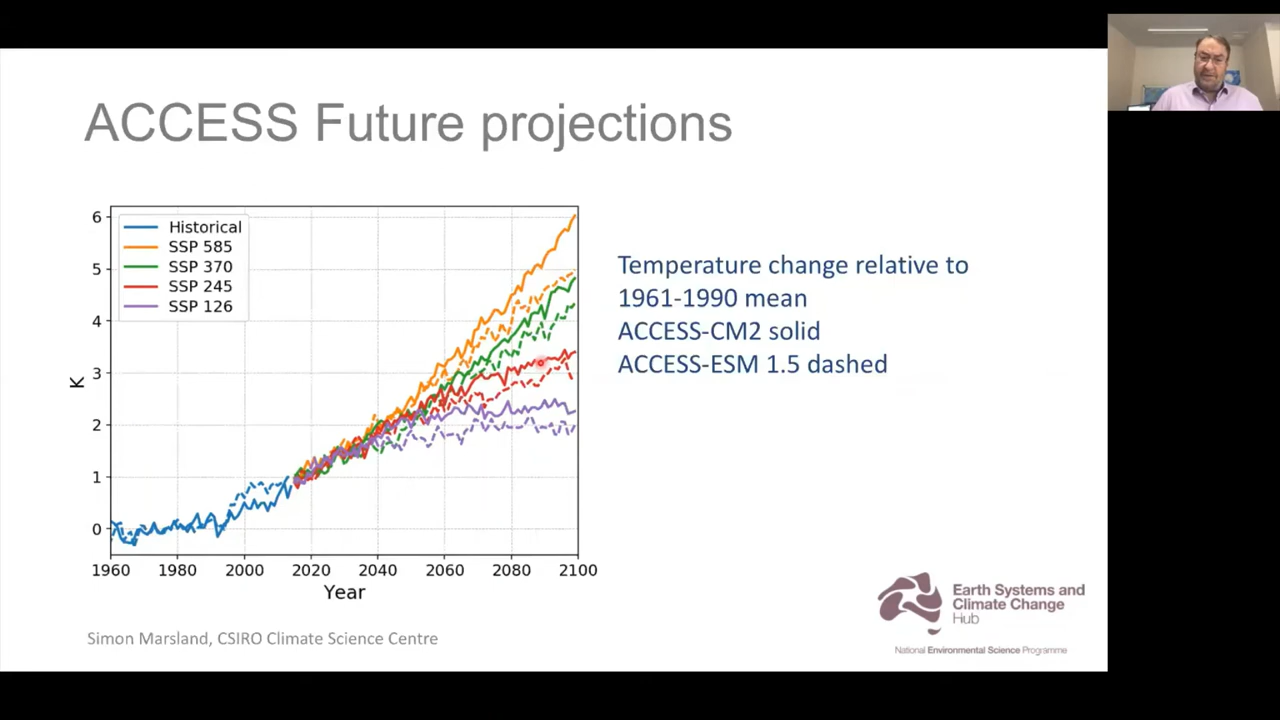 ACCESS Future projections
6
5
4
3
2
1
0
K
Historical
SSP 585
SSP 370
SSP 245
SSP 126
1960 1980 2000 2020 2040 2060 2080 2100
Year
Temperature change relative to
1961-1990 mean
ACCESS-CM2 solid
ACCESS-ESM 1.5 dashed
Simon Marsland, CSIRO Climate Science Centre
Earth Systems and
Climate Change
Hub
National Environmental Science Programme